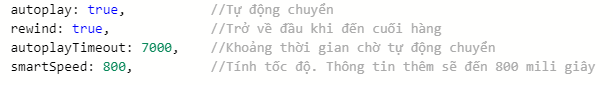 autoplay: true, //Tự động chuyển
rewind: true, //Trở về đầu khi đến cuối hàng
autoplayTimeout: 7000, //Khoảng thời gian chờ tự động chuyển
smartSpeed: 800, //Tính tốc độ. Thông tin thêm sẽ đến 800 mili giây